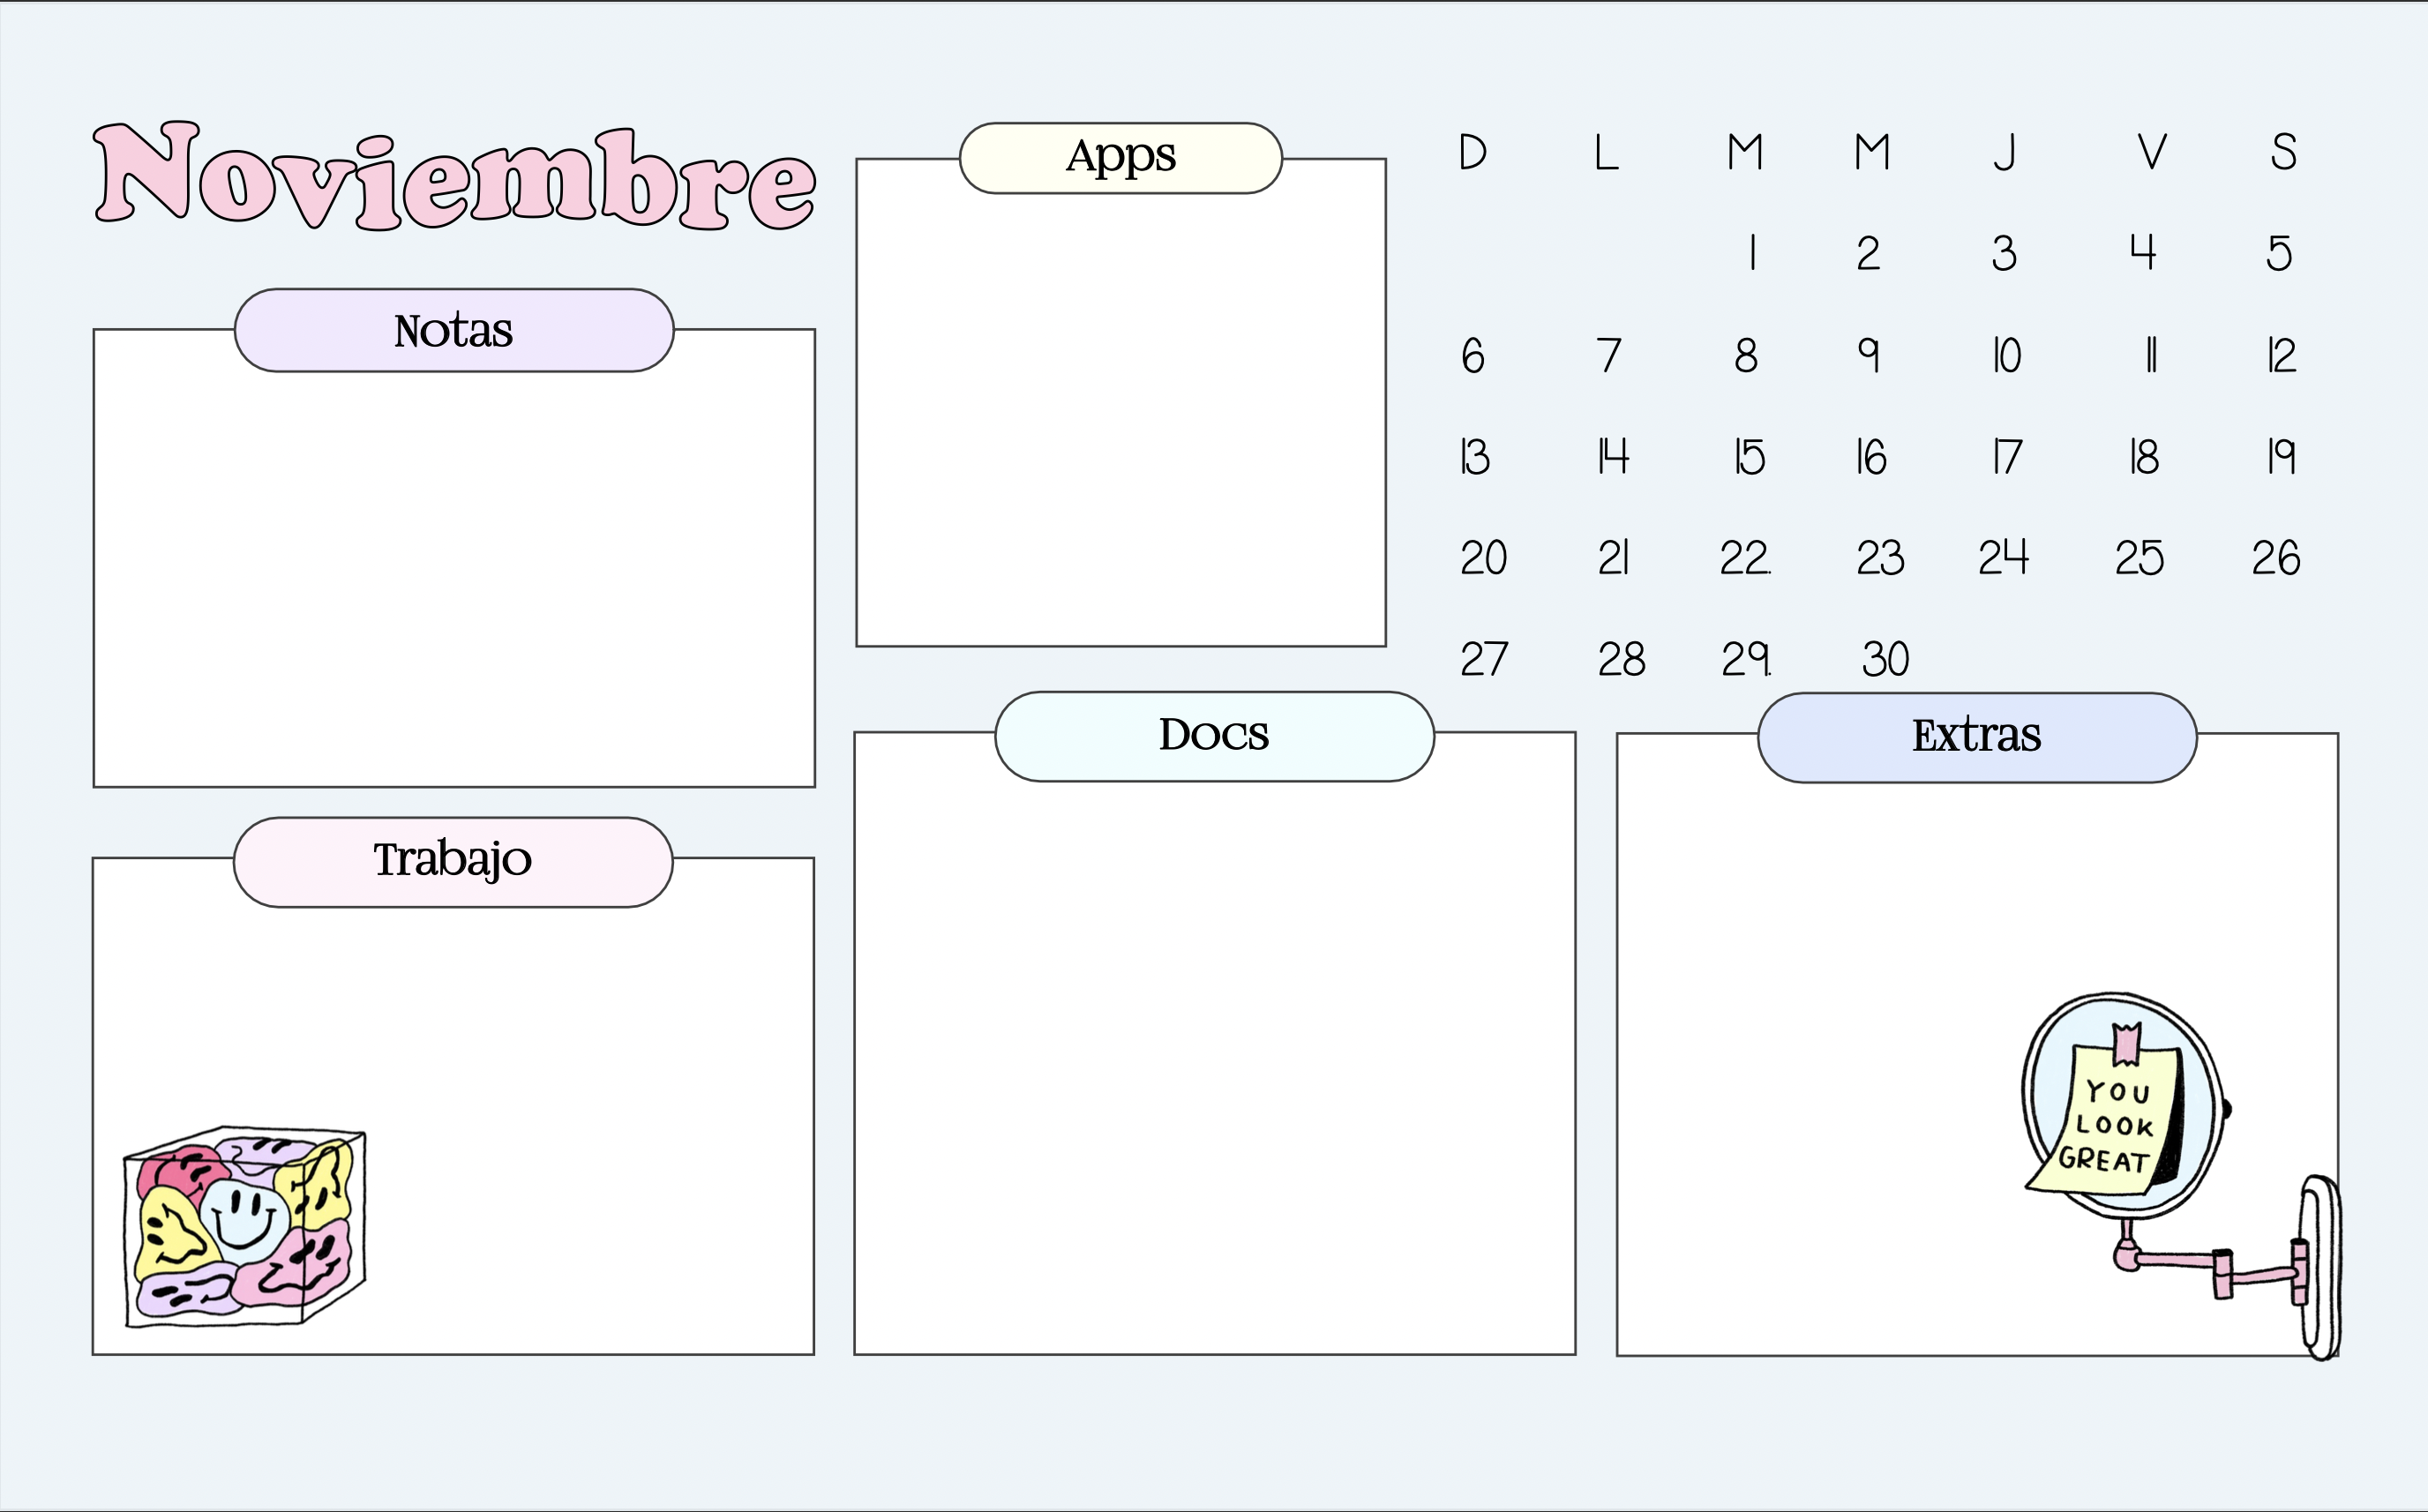 Noviembre
Notas
Trabajo
Apps
D L M M J V S
1 2 3 4 5
6 7 8 9 10 11 12
13 14 15 16 17 18 19
20 21 22. 23 24 25 26
27 28 29. 30
Docs
Extras
YOU
LOOK
GREAT